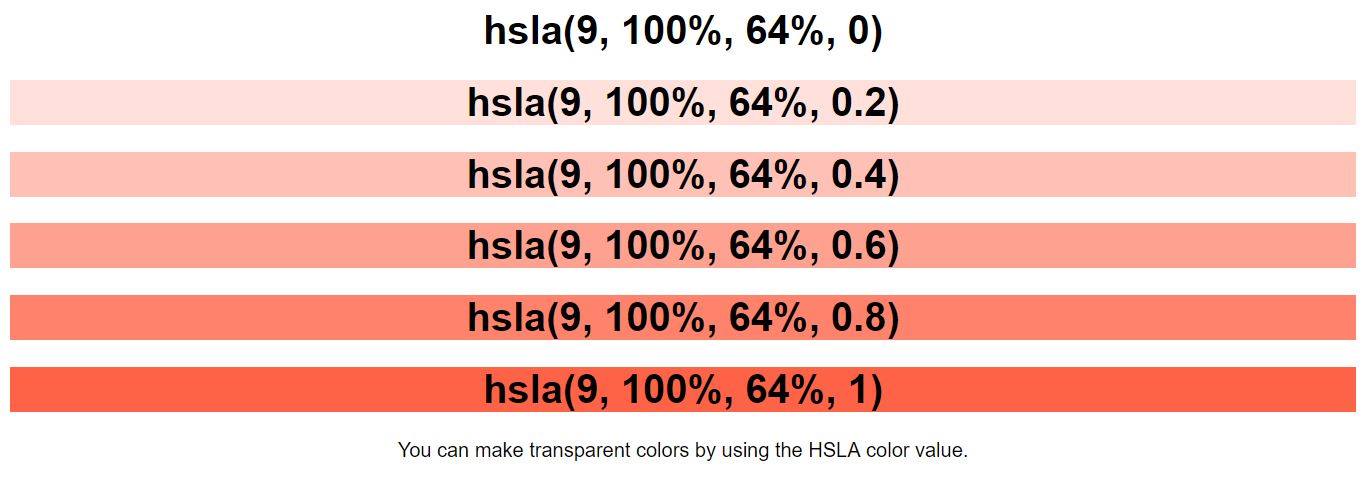 hsla(9, 100%, 64%, 0)
hsla(9, 100%, 64%, 0.2)
hsla(9, 100%, 64%, 0.4)
hsla(9, 100%, 64%, 0.6)
hsla(9, 100%, 64%, 0.8)
hsla(9, 100%, 64%, 1)
You can make transparent colors by using the HSLA color value.